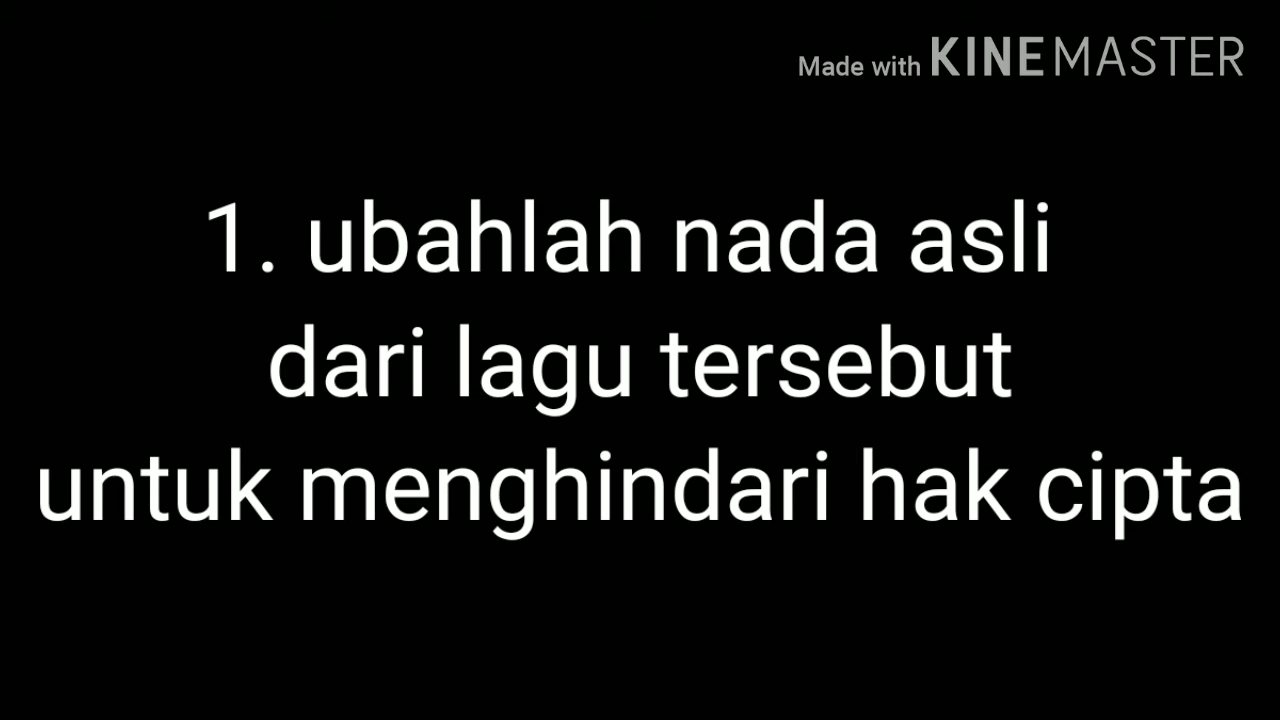 Made with KINEMASTER
1. ubahlah nada asli
dari lagu tersebut
untuk menghindari hak cipta